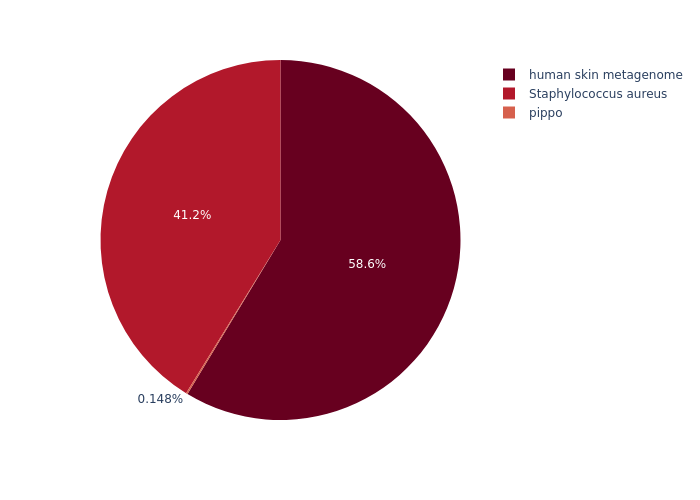 human skin metagenome
Staphylococcus aureus
pippo
41.2%
58.6%
0.148%